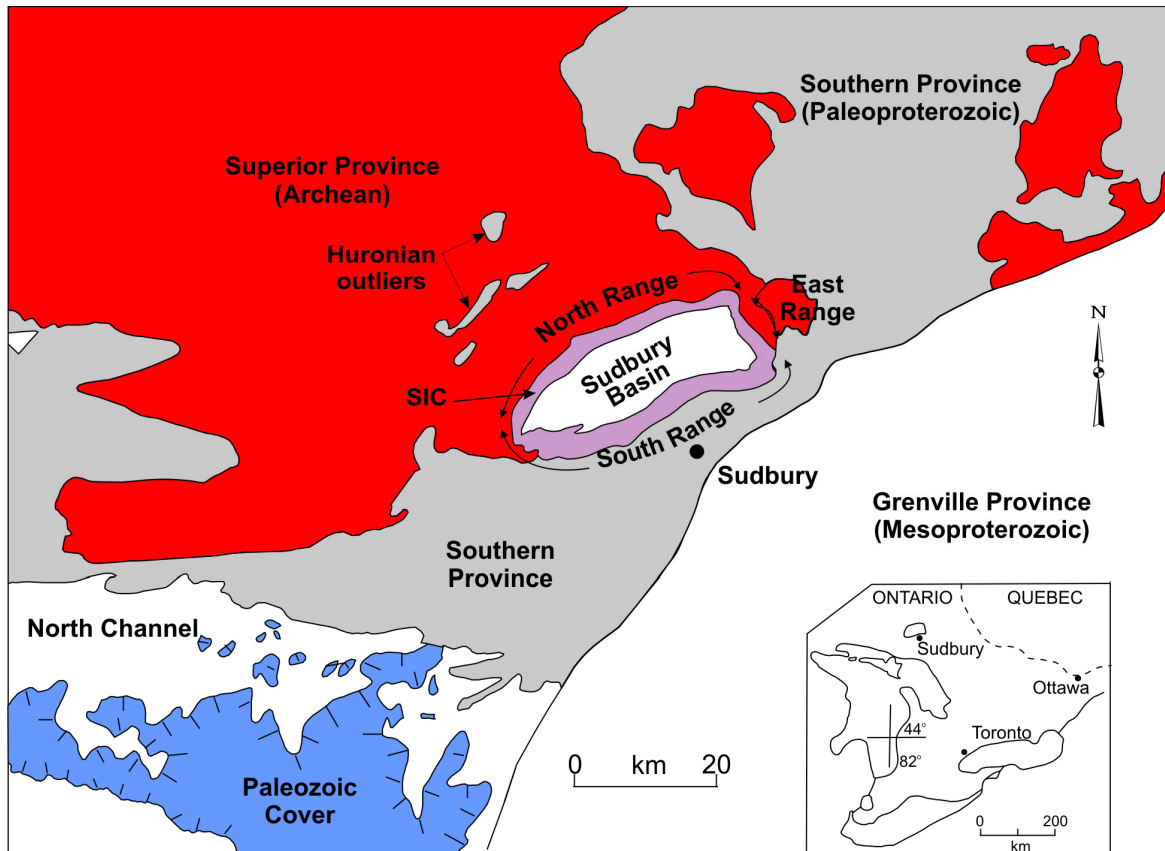 Southern Province
(Paleoproterozoic)
Superior Province
(Archean)
Huronian
outliers
North Range
East
Range
Sudbury
Basin
SIC
South Range
Sudbury
N
Grenville Province
(Mesoproterozoic)
Southern
Province
North Channel
Paleozoic
Cover
0 km 20
ONTARIO QUEBEC
Sudbury
Ottawa
Toronto
44°
82°
0 200
km